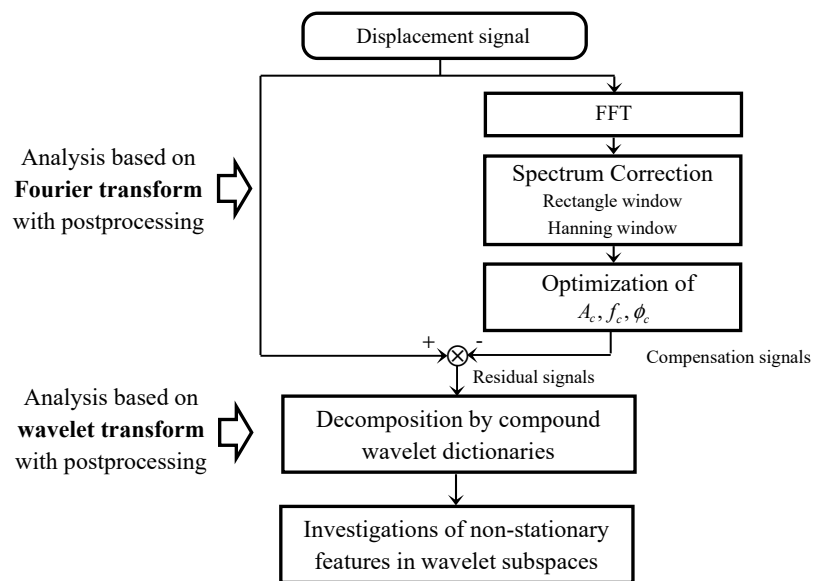 Displacement signal
FFT
Analysis based on
Fourier transform
with postprocessing
Spectrum Correction
Rectangle window
Hanning window
Optimization of
A_c, f_c, ϕ_c
+
-
Compensation signals
Residual signals
Analysis based on
wavelet transform
with postprocessing
Decomposition by compound
wavelet dictionaries
Investigations of non-stationary
features in wavelet subspaces